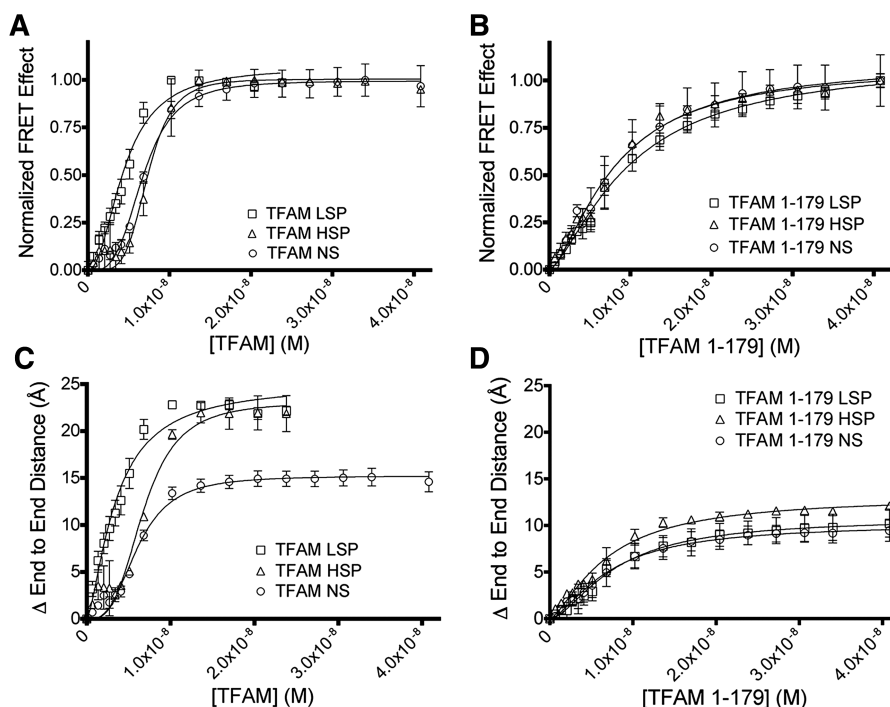 A
Normalized FRET Effect
1.00
0.75
0.50
0.25
0.00
TFAM LSP
TFAM HSP
TFAM NS
0
1.0x10⁻⁸
2.0x10⁻⁸
3.0x10⁻⁸
4.0x10⁻⁸
[TFAM] (M)
B
Normalized FRET Effect
1.00
0.75
0.50
0.25
0.00
TFAM 1-179 LSP
TFAM 1-179 HSP
TFAM 1-179 NS
0
1.0x10⁻⁸
2.0x10⁻⁸
3.0x10⁻⁸
4.0x10⁻⁸
[TFAM 1-179] (M)
C
Δ End to End Distance (Å)
25
20
15
10
5
0
TFAM LSP
TFAM HSP
TFAM NS
0
1.0x10⁻⁸
2.0x10⁻⁸
3.0x10⁻⁸
4.0x10⁻⁸
[TFAM] (M)
D
Δ End to End Distance (Å)
25
20
15
10
5
0
TFAM 1-179 LSP
TFAM 1-179 HSP
TFAM 1-179 NS
0
1.0x10⁻⁸
2.0x10⁻⁸
3.0x10⁻⁸
4.0x10⁻⁸
[TFAM 1-179] (M)